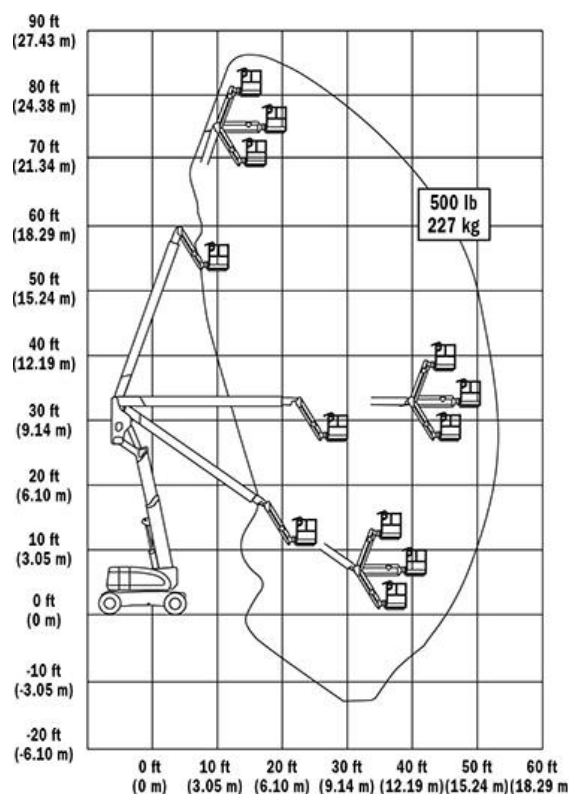 90 ft
(27.43 m)
80 ft
(24.38 m)
70 ft
(21.34 m)
500 lb
227 kg
60 ft
(18.29 m)
50 ft
(15.24 m)
40 ft
(12.19 m)
30 ft
(9.14 m)
20 ft
(6.10 m)
10 ft
(3.05 m)
0 ft
(0 m)
-10 ft
(-3.05 m)
-20 ft
(-6.10 m)
0 ft 10 ft 20 ft 30 ft 40 ft 50 ft 60 ft
(0 m) (3.05 m) (6.10 m) (9.14 m) (12.19 m) (15.24 m) (18.29 m